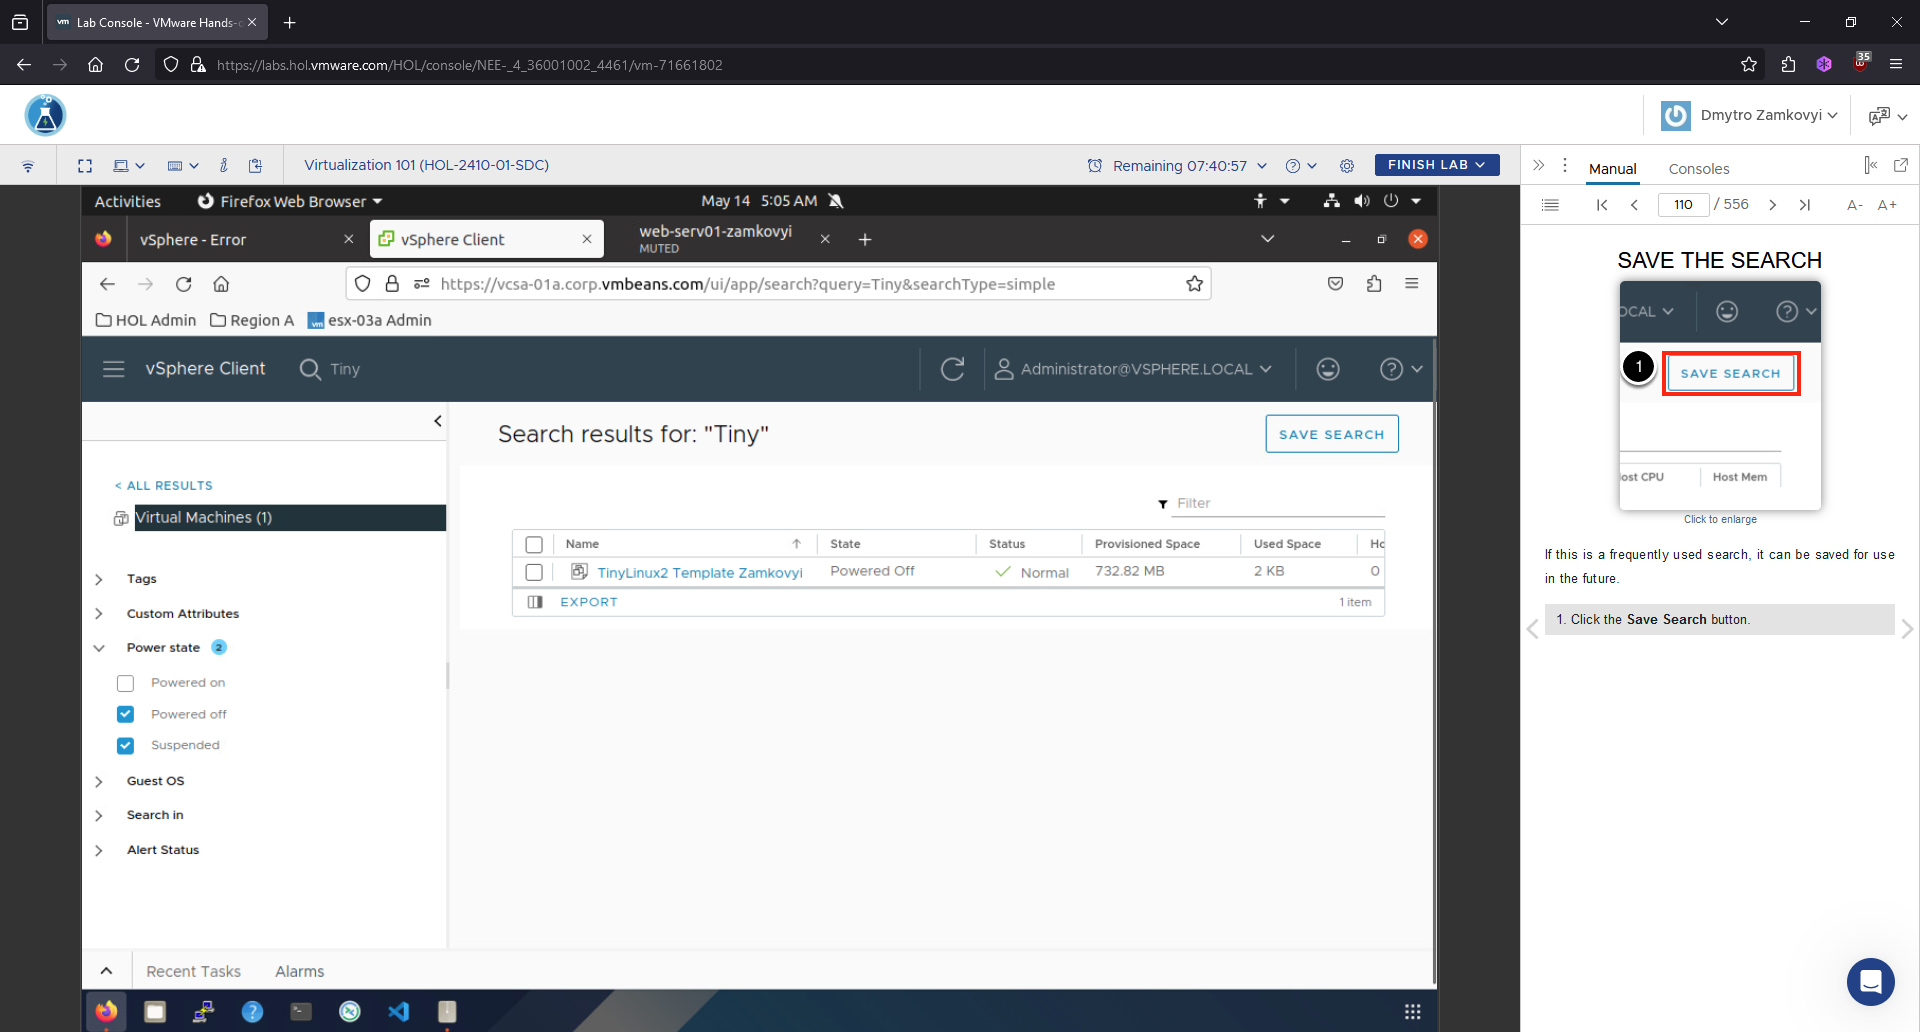 vm Lab Console - VMware Hands-o
https://labs.hol.vmware.com/HOL/console/NEE-_4_36001002_4461/vm-71661802
35
Dmytro Zamkovyi
Virtualization 101 (HOL-2410-01-SDC)
Remaining 07:40:57
FINISH LAB
Manual
Consoles
110 / 556
A- A+
Activities
Firefox Web Browser
May 14 5:05 AM
vSphere - Error
vSphere Client
web-serv01-zamkovyi
MUTED
https://vcsa-01a.corp.vmbeans.com/ui/app/search?query=Tiny&searchType=simple
HOL Admin
Region A
vm esx-03a Admin
vSphere Client
Tiny
Administrator@VSPHERE.LOCAL
Search results for: "Tiny"
SAVE SEARCH
< ALL RESULTS
Virtual Machines (1)
Tags
Custom Attributes
Power state 2
Powered on
Powered off
Suspended
Guest OS
Search in
Alert Status
Filter
Name State Status Provisioned Space Used Space Ho
TinyLinux2 Template Zamkovyi Powered Off Normal 732.82 MB 2 KB 0
EXPORT
1 item
Recent Tasks
Alarms
SAVE THE SEARCH
OCAL
1
SAVE SEARCH
ost CPU Host Mem
Click to enlarge
If this is a frequently used search, it can be saved for use
in the future.
1. Click the Save Search button.